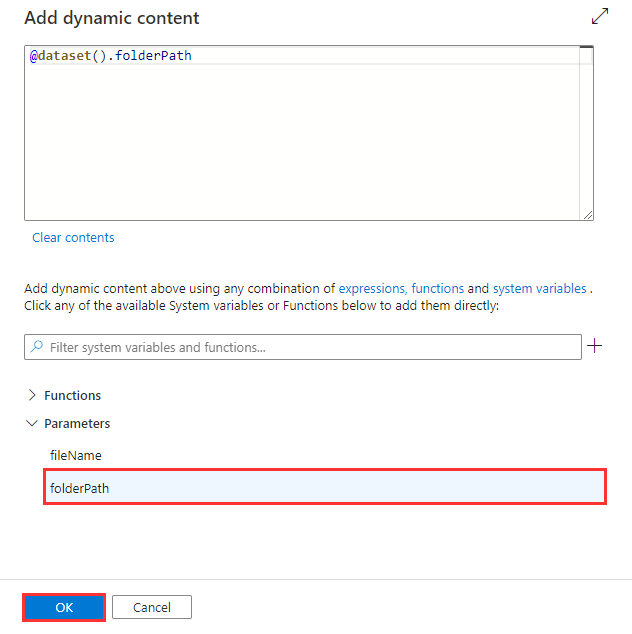 Add dynamic content
@dataset().folderPath
Clear contents
Add dynamic content above using any combination of expressions, functions and system variables .
Click any of the available System variables or Functions below to add them directly:
Filter system variables and functions...
Functions
Parameters
fileName
folderPath
OK Cancel